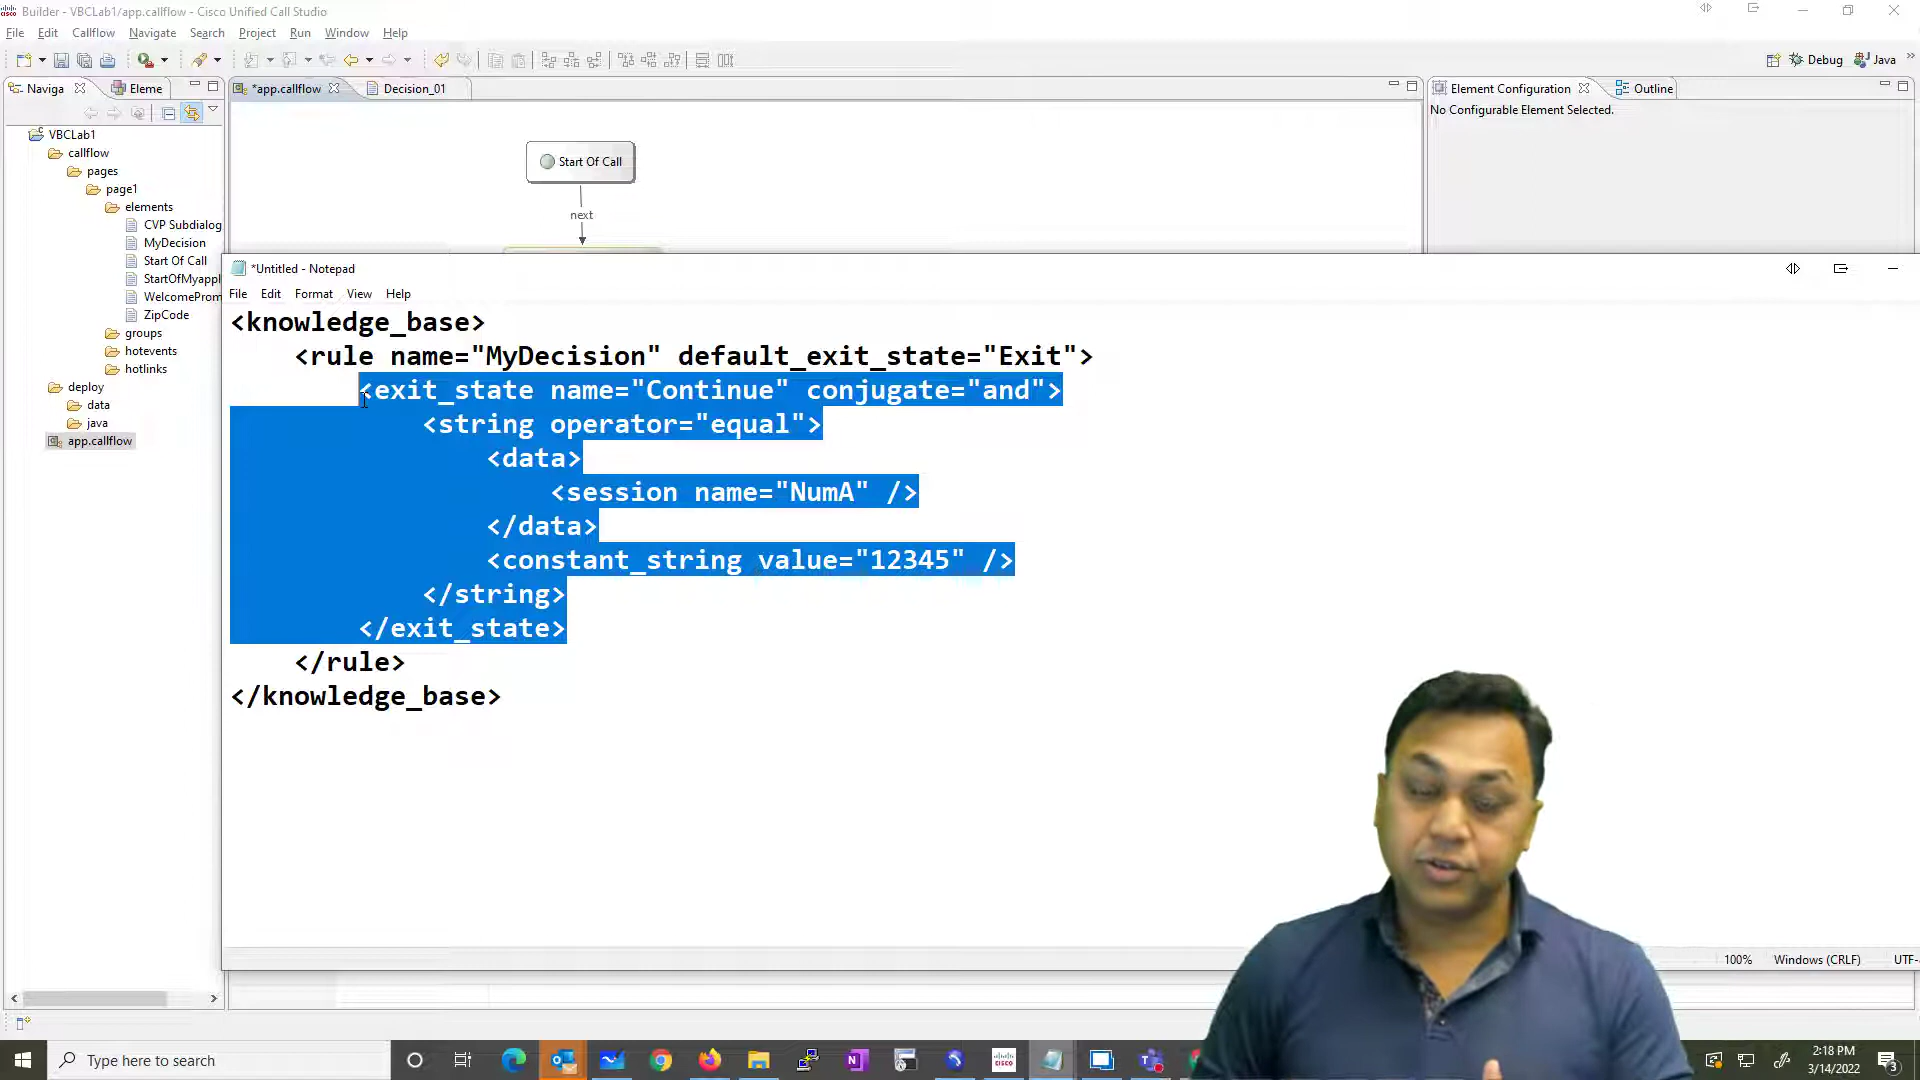 Builder - VBCLab1/app.callflow - Cisco Unified Call Studio
File Edit Callflow Navigate Search Project Run Window Help
Debug Java
Naviga Eleme
*app.callflow Decision_01
Element Configuration Outline
No Configurable Element Selected.
VBCLab1
callflow
pages
page1
elements
CVP Subdialog
MyDecision
Start Of Call
StartOfMyappl
WelcomeProm
ZipCode
groups
hotevents
hotlinks
deploy
data
java
app.callflow
Start Of Call
next
*Untitled - Notepad
File Edit Format View Help
<knowledge_base>
<rule name="MyDecision" default_exit_state="Exit">
<exit_state name="Continue" conjugate="and">
<string operator="equal">
<data>
<session name="NumA" />
</data>
<constant_string value="12345" />
</string>
</exit_state>
</rule>
</knowledge_base>
100% Windows (CRLF) UTF-
Type here to search
cisco
2:18 PM
3/14/2022
3